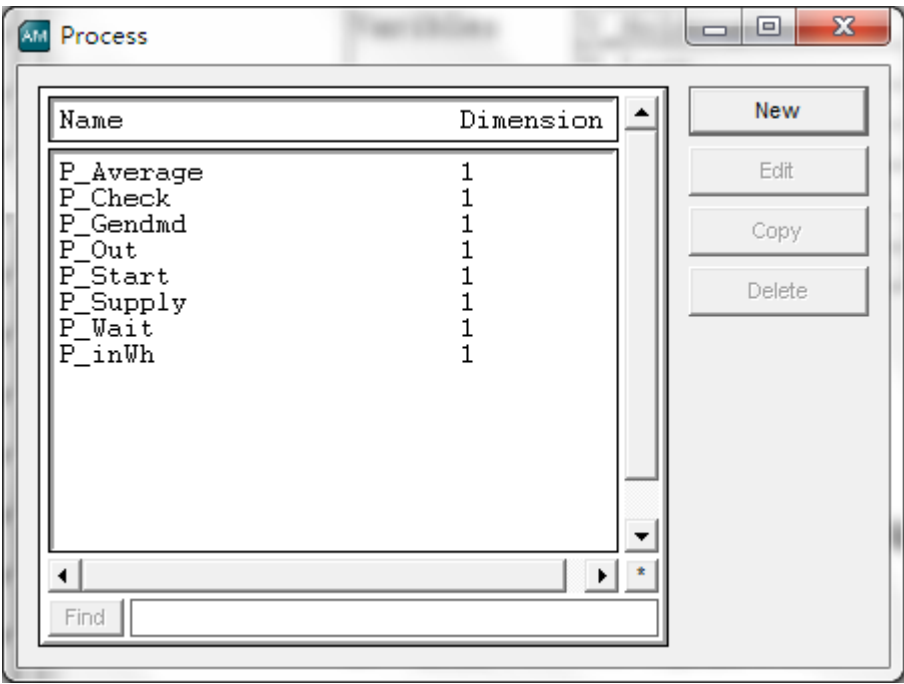 AM Process
Name Dimension
P_Average 1
P_Check 1
P_Gendmd 1
P_Out 1
P_Start 1
P_Supply 1
P_Wait 1
P_inWh 1
*
Find
New
Edit
Copy
Delete